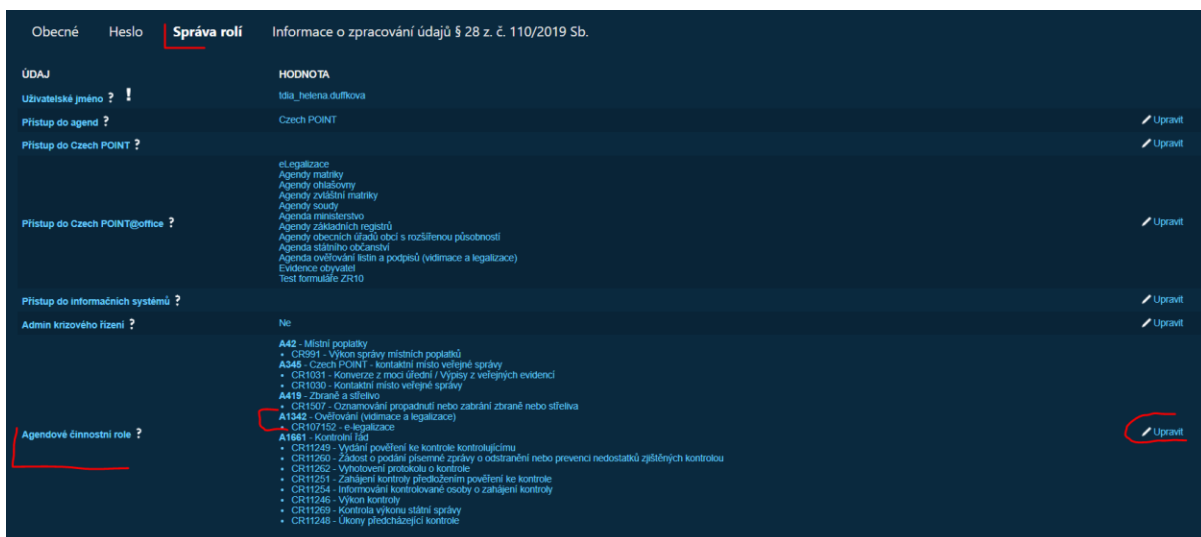 Obecné Heslo Správa rolí Informace o zpracování údajů § 28 z. č. 110/2019 Sb.
ÚDAJ HODNOTA
Uživatelské jméno ? ! tdia_helena.duffkova
Přístup do agend ? Czech POINT Upravit
Přístup do Czech POINT ? Upravit
eLegalizace
Agendy matriky
Agendy ohlašovny
Agendy zvláštní matriky
Agendy soudy
Agenda ministerstvo
Přístup do Czech POINT@office ? Agendy základních registrů Upravit
Agendy obecních úřadů obcí s rozšířenou působností
Agenda státního občanství
Agenda ověřování listin a podpisů (vidimace a legalizace)
Evidence obyvatel
Test formuláře ZR10
Přístup do informačních systémů ? Upravit
Admin krizového řízení ? Ne Upravit
A42 - Místní poplatky
• CR991 - Výkon správy místních poplatků
A345 - Czech POINT - kontaktní místo veřejné správy
• CR1031 - Konverze z moci úřední / Výpisy z veřejných evidencí
• CR1030 - Kontaktní místo veřejné správy
A419 - Zbraně a střelivo
• CR1507 - Oznamování propadnutí nebo zabrání zbraně nebo střeliva
A1342 - Ověřování (vidimace a legalizace)
• CR107152 - e-legalizace
Agendové činnostní role ? A1661 - Kontrolní řád Upravit
• CR11249 - Vydání pověření ke kontrole kontrolujícímu
• CR11260 - Žádost o podání písemné zprávy o odstranění nebo prevenci nedostatků zjištěných kontrolou
• CR11262 - Vyhotovení protokolu o kontrole
• CR11251 - Zahájení kontroly předložením pověření ke kontrole
• CR11254 - Informování kontrolované osoby o zahájení kontroly
• CR11246 - Výkon kontroly
• CR11269 - Kontrola výkonu státní správy
• CR11248 - Úkony předcházející kontrole